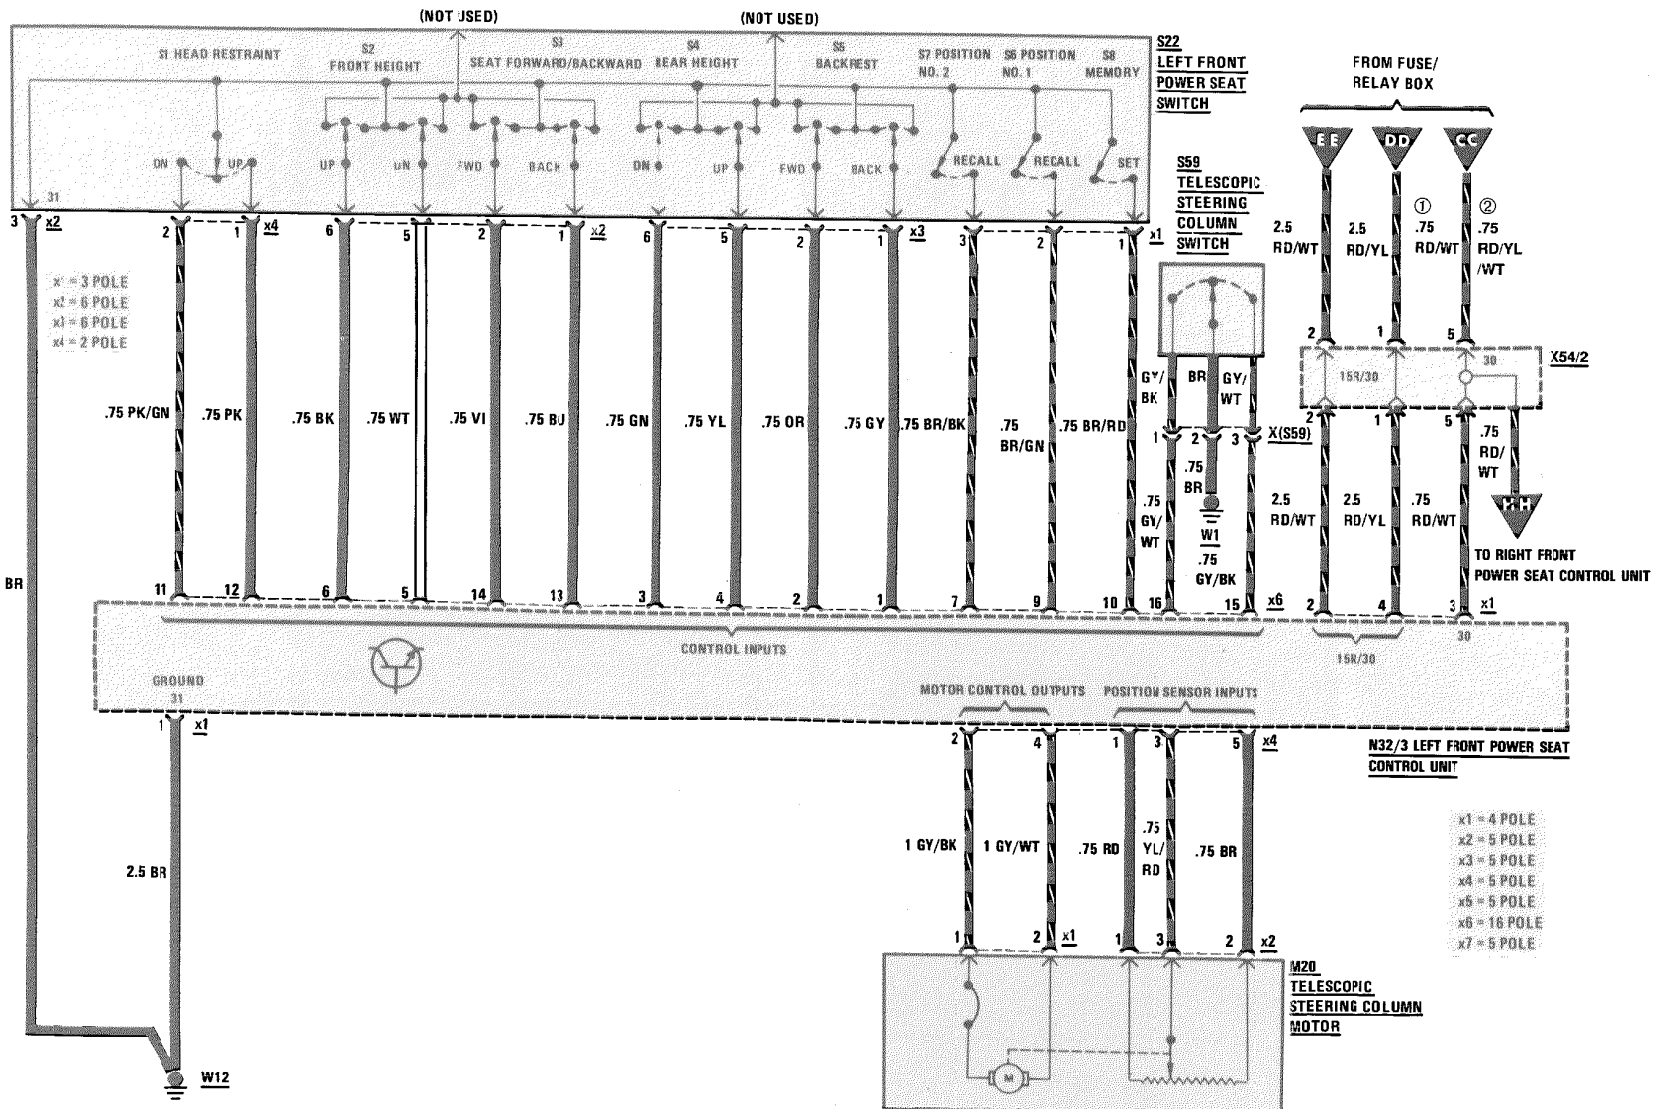 (NOT USED)
(NOT USED)
S1 HEAD RESTRAINT
S2
FRONT HEIGHT
S3
SEAT FORWARD/BACKWARD
S4
REAR HEIGHT
S5
BACKREST
S7 POSITION
NO. 2
S6 POSITION
NO. 1
S8
MEMORY
S22
LEFT FRONT
POWER SEAT
SWITCH
FROM FUSE/
RELAY BOX
EE
DD
CC
DN
UP
UP
DN
FWD
BACK
DN
UP
FWD
BACK
RECALL
RECALL
SET
31
S59
TELESCOPIC
STEERING
COLUMN
SWITCH
3
x2
2
1
x4
6
5
2
1
x2
6
5
2
1
x3
3
2
1
x1
2.5
RD/WT
2.5
RD/YL
①
.75
RD/WT
②
.75
RD/YL
/WT
x1 = 3 POLE
x2 = 6 POLE
x3 = 6 POLE
x4 = 2 POLE
2
1
5
30
15R/30
X54/2
2
1
5
.75 PK/GN
.75 PK
.75 BK
.75 WT
.75 VI
.75 BU
.75 GN
.75 YL
.75 OR
.75 GY
.75 BR/BK
.75
BR/GN
.75 BR/RD
GY/
BK
BR
GY/
WT
1
2
3
X(S59)
.75
BR
W1
.75
GY/
WT
.75
GY/BK
.75
RD/
WT
HH
TO RIGHT FRONT
POWER SEAT CONTROL UNIT
2.5
RD/WT
2.5
RD/YL
.75
RD/WT
BR
11
12
6
5
14
13
3
4
2
1
7
9
10
16
15
x6
2
4
3
x1
CONTROL INPUTS
15R/30
30
GROUND
31
MOTOR CONTROL OUTPUTS
POSITION SENSOR INPUTS
1
x1
2
4
1
3
5
x4
N32/3 LEFT FRONT POWER SEAT
CONTROL UNIT
2.5 BR
1 GY/BK
1 GY/WT
.75 RD
.75
YL/
RD
.75 BR
x1 = 4 POLE
x2 = 5 POLE
x3 = 5 POLE
x4 = 5 POLE
x5 = 5 POLE
x6 = 16 POLE
x7 = 5 POLE
1
2
x1
1
3
2
x2
M20
TELESCOPIC
STEERING COLUMN
MOTOR
M
W12